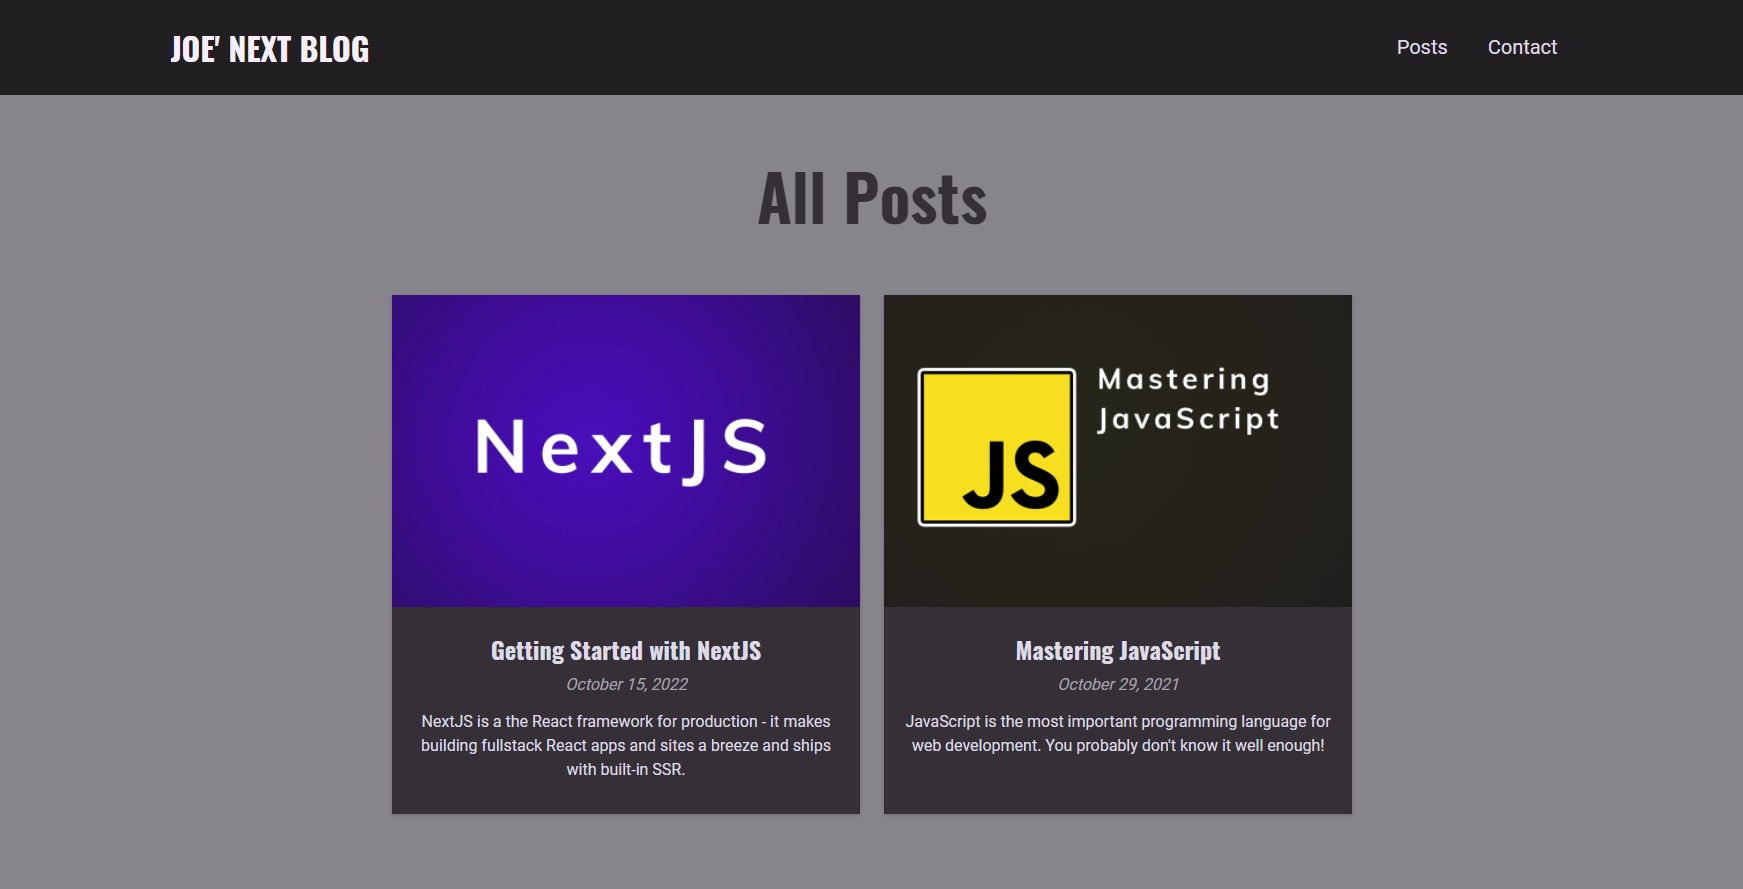 JOE' NEXT BLOG
Posts
Contact
All Posts
NextJS
Mastering
JavaScript
JS
Getting Started with NextJS
October 15, 2022
NextJS is a the React framework for production - it makes
building fullstack React apps and sites a breeze and ships
with built-in SSR.
Mastering JavaScript
October 29, 2021
JavaScript is the most important programming language for
web development. You probably don't know it well enough!